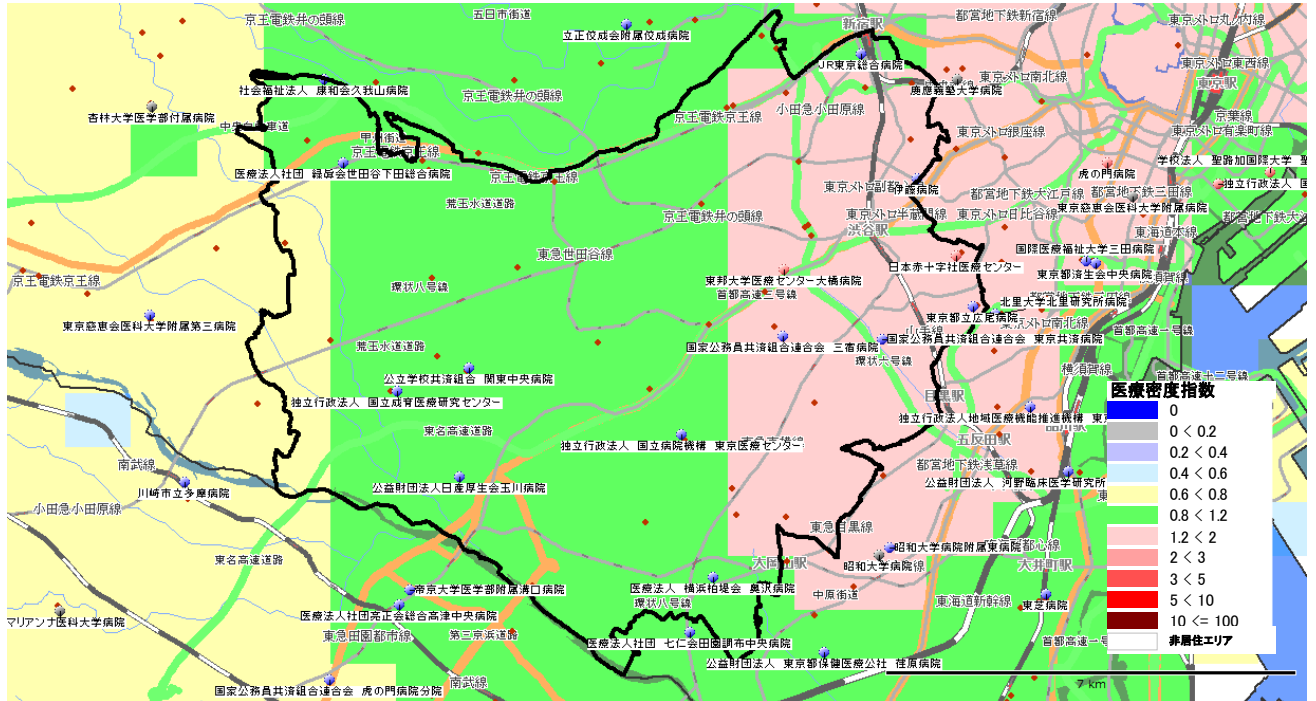 京王電鉄井の頭線
五日市街道
立正佼成会附属佼成病院
新宿駅
都営地下鉄新宿線
東京メトロ丸ノ内線
JR東京総合病院
慶應義塾大学病院
東京メトロ南北線
東京メトロ東西線
東京駅
社会福祉法人 康和会久我山病院
京王電鉄井の頭線
小田急小田原線
京葉線
杏林大学医学部付属病院
甲州街道
京王電鉄京王線
京王電鉄京王線
東京メトロ銀座線
東京メトロ有楽町線
医療法人社団 緑眞会世田谷下田総合病院
京王電鉄京王線
虎の門病院
伊藤病院
都営地下鉄大江戸線
都営地下鉄三田線
荒玉水道道路
京王電鉄井の頭線
東京メトロ半蔵門線
東京メトロ日比谷線
東京慈恵会医科大学附属病院
渋谷駅
東海道本線
東急世田谷線
国際医療福祉大学三田病院
京王電鉄京王線
環状八号線
東邦大学医療センター大橋病院
日本赤十字社医療センター
東京都済生会中央病院
横須賀線
首都高速三号線
北里大学北里研究所病院
東京慈恵会医科大学附属第三病院
東京都立広尾病院
東京メトロ南北線
首都高速一号線
山手線
荒玉水道道路
国家公務員共済組合連合会 三宿病院
国家公務員共済組合連合会 東京共済病院
環状六号線
公立学校共済組合 関東中央病院
横須賀線
首都高速十二号線
医療密度指数
独立行政法人 国立成育医療研究センター
目黒駅
0
0 < 0.2
0.2 < 0.4
0.4 < 0.6
0.6 < 0.8
0.8 < 1.2
1.2 < 2
2 < 3
3 < 5
5 < 10
10 <= 100
非居住エリア
独立行政法人地域医療機能推進機構
品川駅
東名高速道路
独立行政法人 国立病院機構 東京医療センター
五反田駅
南武線
都営地下鉄浅草線
川崎市立多摩病院
公益財団法人日産厚生会玉川病院
公益財団法人 河野臨床医学研究所
小田急小田原線
東急目黒線
東名高速道路
昭和大学病院附属東病院
昭和大学病院
大岡山駅
大井町駅
帝京大学医学部附属溝口病院
医療法人 横浜柏堤会 奥沢病院
中原街道
東海道新幹線
東芝病院
医療法人社団亮正会総合高津中央病院
環状八号線
マリアンナ医科大学病院
東急田園都市線
第三京浜道路
医療法人社団 七仁会田園調布中央病院
公益財団法人 東京都保健医療公社 荏原病院
国家公務員共済組合連合会 虎の門病院分院
南武線
7 km